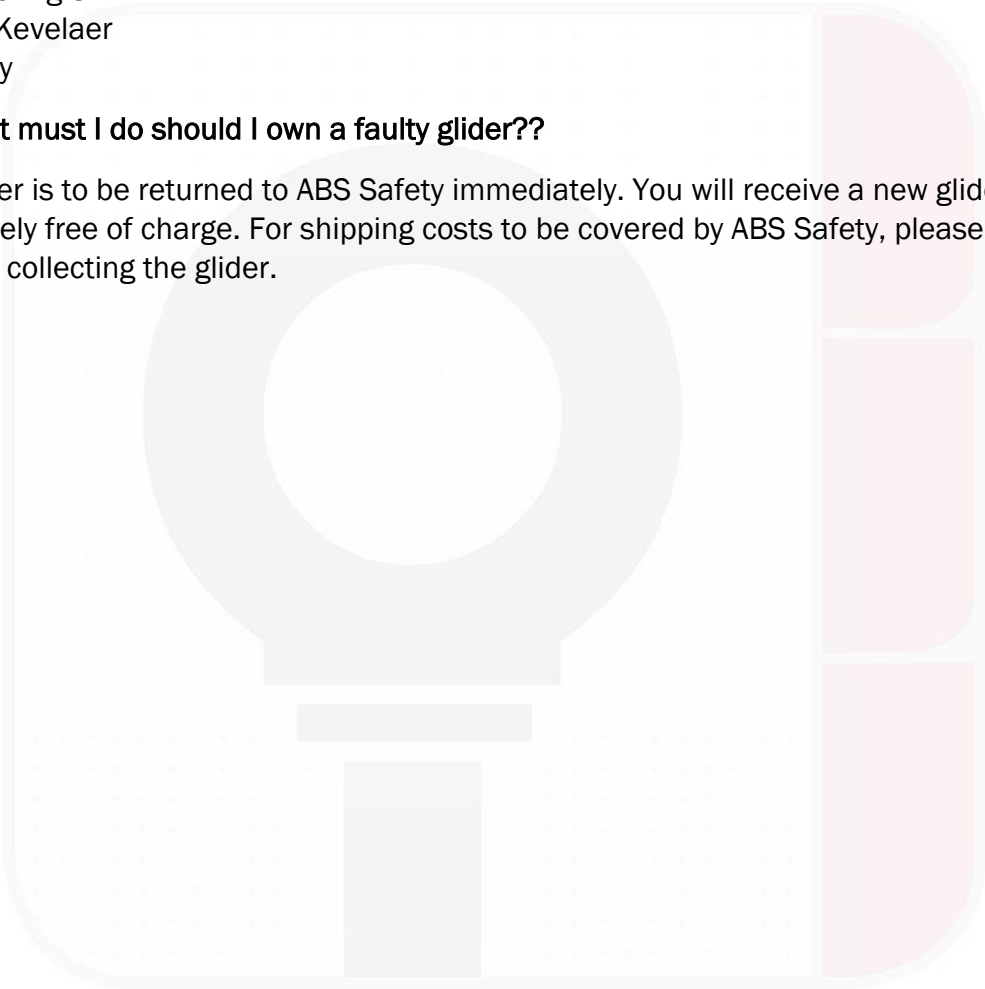 Kevelaer
y
t must I do should I own a faulty glider??
er is to be returned to ABS Safety immediately. You will receive a new glid
ely free of charge. For shipping costs to be covered by ABS Safety, please
collecting the glider.